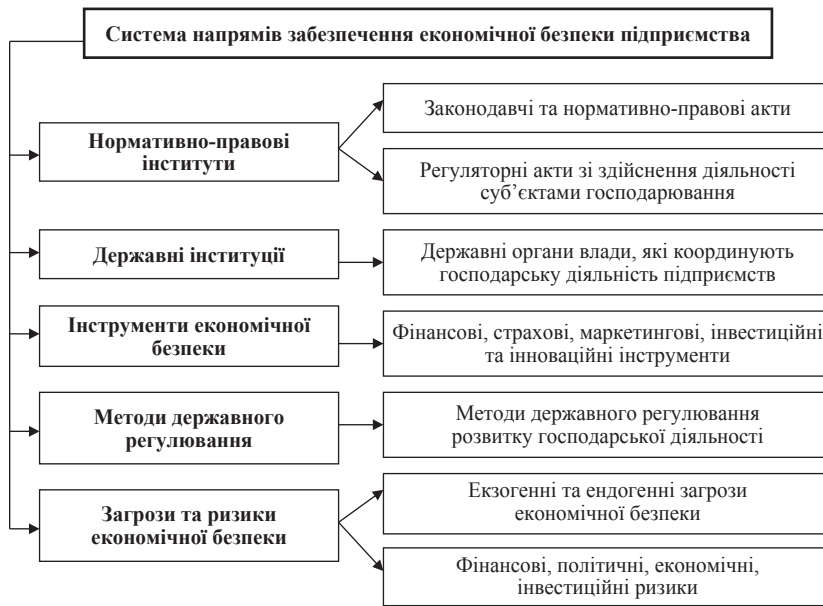 Система напрямів забезпечення економічної безпеки підприємства
Нормативно-правові
інститути
Законодавчі та нормативно-правові акти
Регуляторні акти зі здійснення діяльності
суб’єктами господарювання
Державні інституції
Державні органи влади, які координують
господарську діяльність підприємств
Інструменти економічної
безпеки
Фінансові, страхові, маркетингові, інвестиційні
та інноваційні інструменти
Методи державного
регулювання
Методи державного регулювання
розвитку господарської діяльності
Загрози та ризики
економічної безпеки
Екзогенні та ендогенні загрози
економічної безпеки
Фінансові, політичні, економічні,
інвестиційні ризики